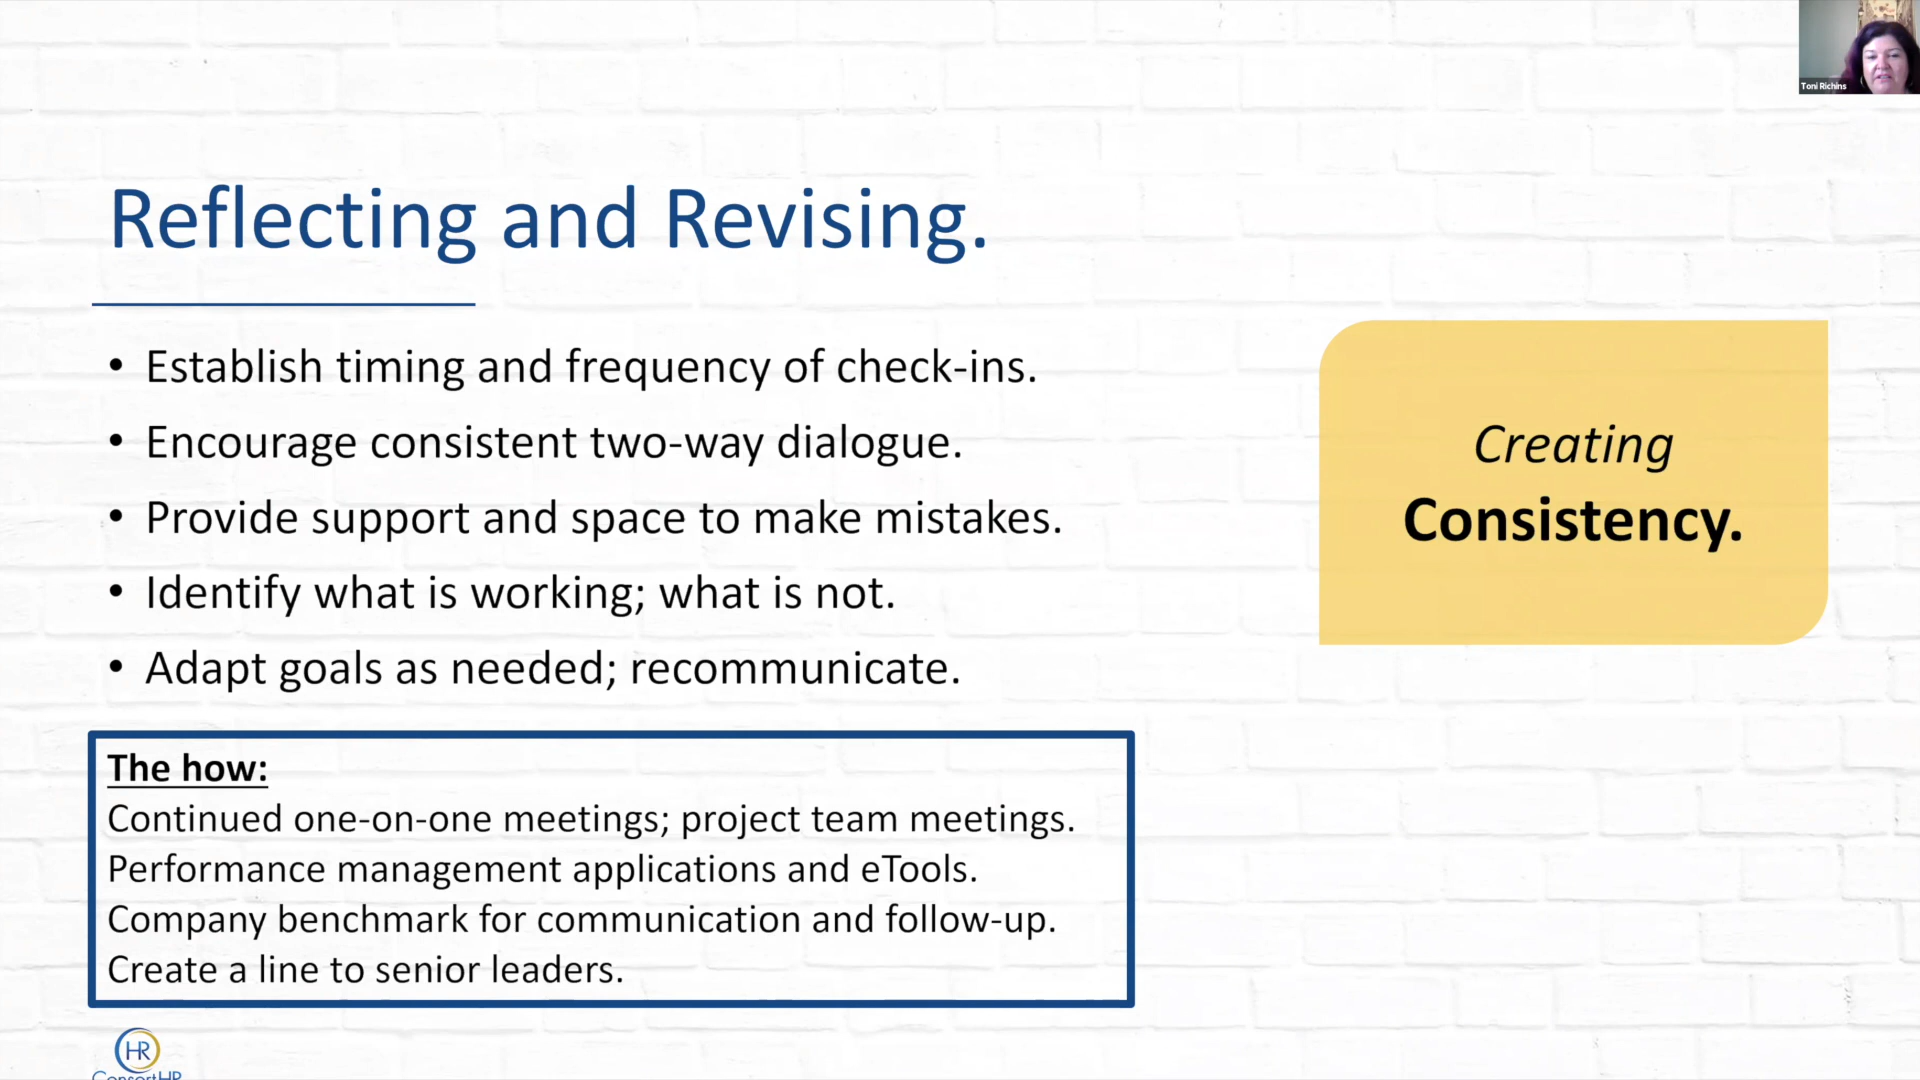 Toni Richins
Reflecting and Revising.
• Establish timing and frequency of check-ins.
• Encourage consistent two-way dialogue.
• Provide support and space to make mistakes.
• Identify what is working; what is not.
• Adapt goals as needed; recommunicate.
Creating
Consistency.
The how:
Continued one-on-one meetings; project team meetings.
Performance management applications and eTools.
Company benchmark for communication and follow-up.
Create a line to senior leaders.
HR
ConsortHR